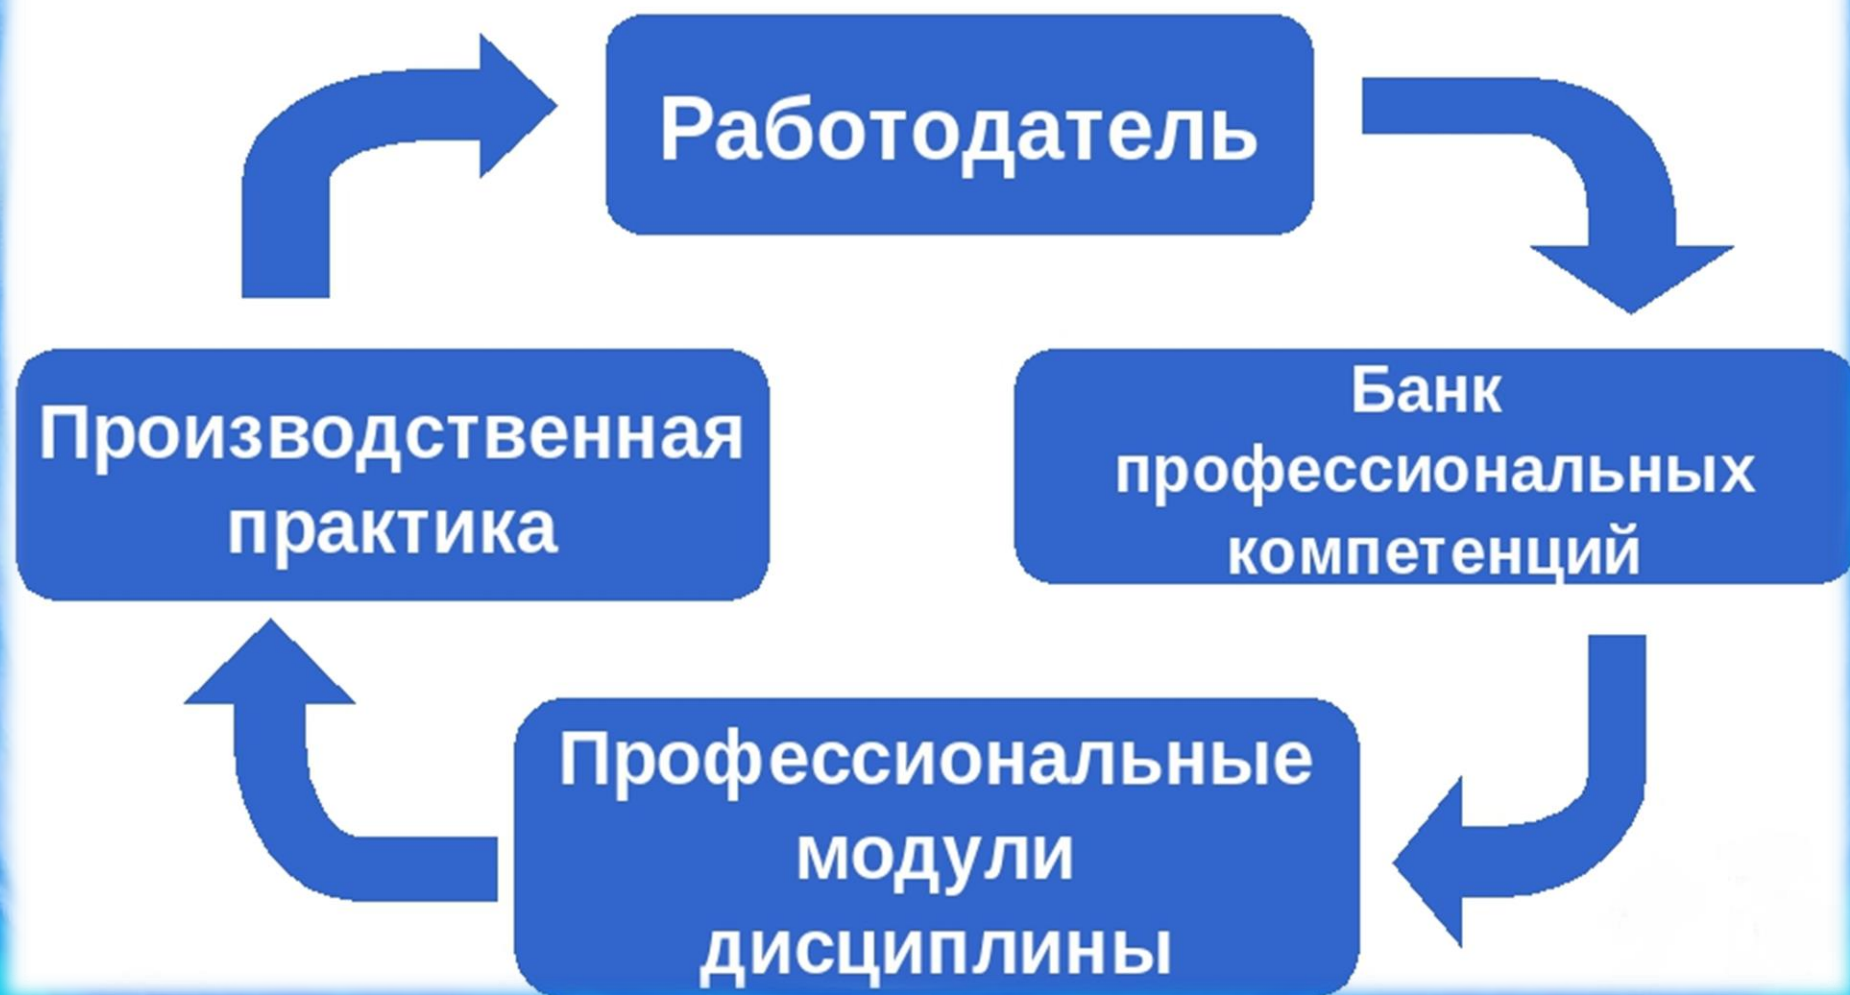 Работодатель
Банк
профессиональных
компетенций
Профессиональные
модули
дисциплины
Производственная
практика